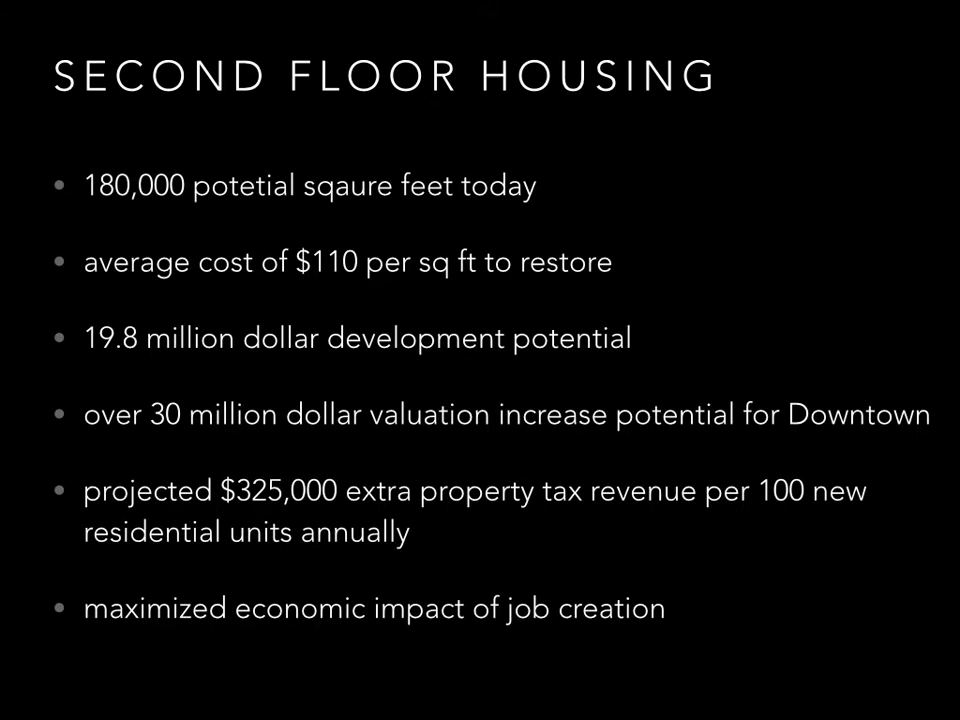 SECOND FLOOR HOUSING
• 180,000 potetial sqaure feet today
• average cost of $110 per sq ft to restore
• 19.8 million dollar development potential
• over 30 million dollar valuation increase potential for Downtown
• projected $325,000 extra property tax revenue per 100 new
residential units annually
• maximized economic impact of job creation